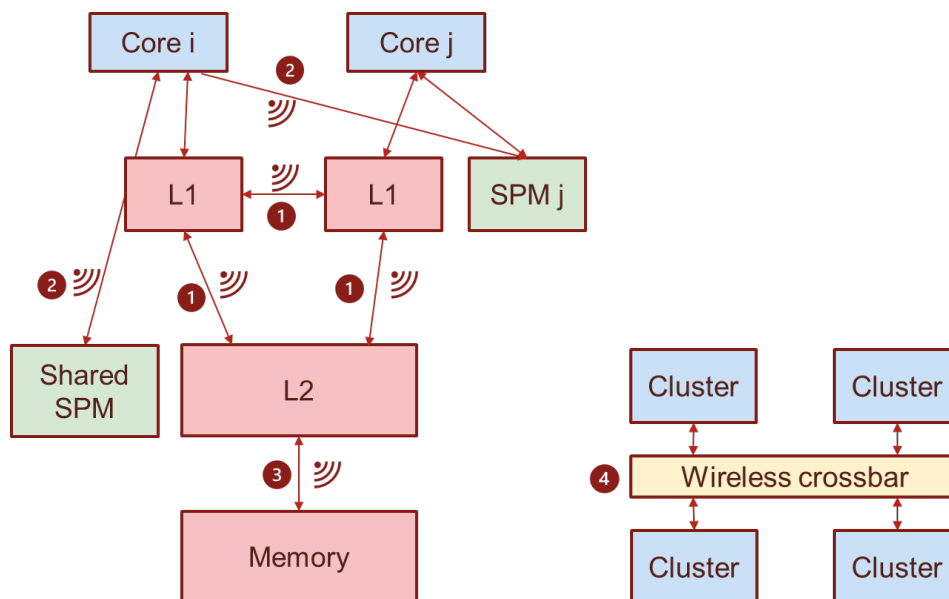 Core i
Core j
2
L1
L1
SPM j
1
2
1
1
Shared
SPM
L2
Cluster
Cluster
3
4
Wireless crossbar
Memory
Cluster
Cluster